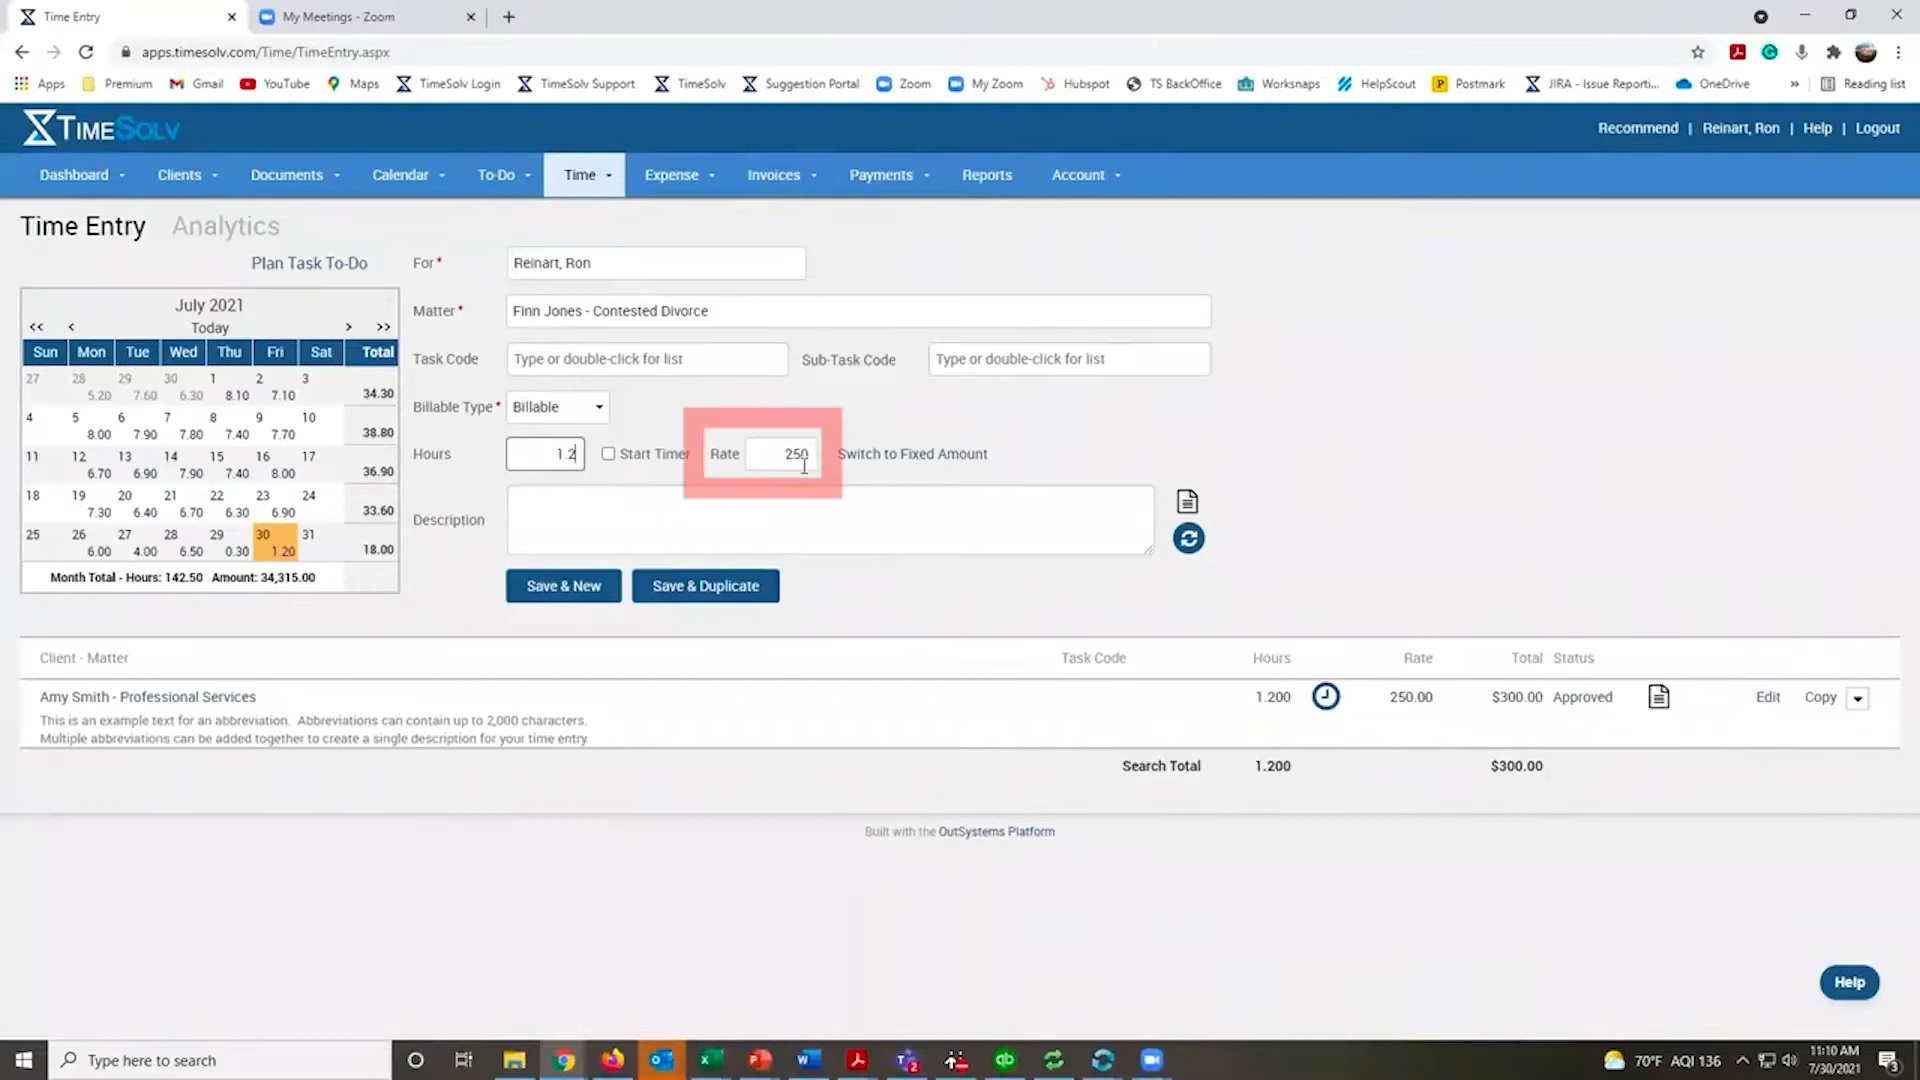 Time Entry
My Meetings - Zoom
apps.timesolv.com/Time/TimeEntry.aspx
Apps Premium Gmail YouTube Maps TimeSolv Login TimeSolv Support TimeSolv Suggestion Portal Zoom My Zoom Hubspot TS BackOffice Worksnaps HelpScout Postmark JIRA - Issue Reporti... OneDrive » Reading list
TIMESOLV
Recommend | Reinart, Ron | Help | Logout
Dashboard Clients Documents Calendar To-Do Time Expense Invoices Payments Reports Account
Time Entry Analytics
Plan Task To-Do
For* Reinart, Ron
July 2021
<< < Today > >>
Sun Mon Tue Wed Thu Fri Sat Total
27 28 29 30 1 2 3
5.20 7.60 6.30 8.10 7.10 34.30
4 5 6 7 8 9 10
8.00 7.90 7.80 7.40 7.70 38.80
11 12 13 14 15 16 17
6.70 6.90 7.90 7.40 8.00 36.90
18 19 20 21 22 23 24
7.30 6.40 6.70 6.30 6.90 33.60
25 26 27 28 29 30 31
6.00 4.00 6.50 0.30 1.20 18.00
Month Total - Hours: 142.50 Amount: 34,315.00
Matter* Finn Jones - Contested Divorce
Task Code Type or double-click for list Sub-Task Code Type or double-click for list
Billable Type* Billable
Hours 1.2 Start Timer Rate 250 Switch to Fixed Amount
Description
Save & New Save & Duplicate
Client - Matter Task Code Hours Rate Total Status
Amy Smith - Professional Services 1.200 250.00 $300.00 Approved Edit Copy
This is an example text for an abbreviation. Abbreviations can contain up to 2,000 characters.
Multiple abbreviations can be added together to create a single description for your time entry.
Search Total 1.200 $300.00
Built with the OutSystems Platform
Help
Type here to search
70°F AQI 136
11:10 AM
7/30/2021
2
3